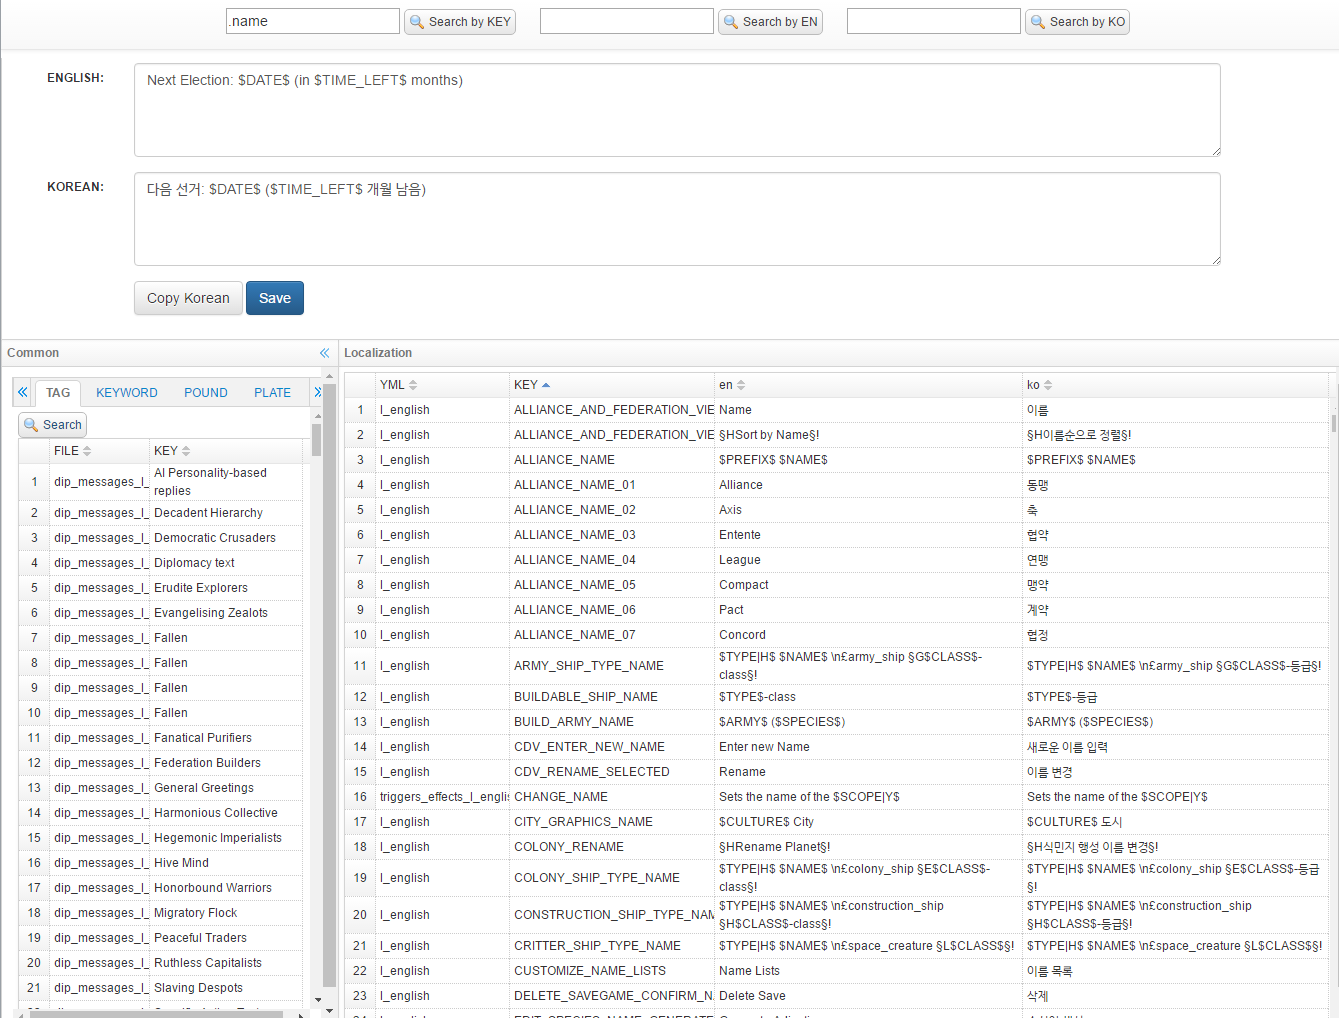 .name Search by KEY Search by EN Search by KO
ENGLISH: Next Election: $DATE$ (in $TIME_LEFT$ months)
KOREAN: 다음 선거: $DATE$ ($TIME_LEFT$ 개월 남음)
Copy Korean Save
Common
TAG KEYWORD POUND PLATE
Search
FILE KEY
1 dip_messages_l_ AI Personality-based
replies
2 dip_messages_l_ Decadent Hierarchy
3 dip_messages_l_ Democratic Crusaders
4 dip_messages_l_ Diplomacy text
5 dip_messages_l_ Erudite Explorers
6 dip_messages_l_ Evangelising Zealots
7 dip_messages_l_ Fallen
8 dip_messages_l_ Fallen
9 dip_messages_l_ Fallen
10 dip_messages_l_ Fallen
11 dip_messages_l_ Fanatical Purifiers
12 dip_messages_l_ Federation Builders
13 dip_messages_l_ General Greetings
14 dip_messages_l_ Harmonious Collective
15 dip_messages_l_ Hegemonic Imperialists
16 dip_messages_l_ Hive Mind
17 dip_messages_l_ Honorbound Warriors
18 dip_messages_l_ Migratory Flock
19 dip_messages_l_ Peaceful Traders
20 dip_messages_l_ Ruthless Capitalists
21 dip_messages_l_ Slaving Despots
Localization
YML KEY en ko
1 l_english ALLIANCE_AND_FEDERATION_VIE Name 이름
2 l_english ALLIANCE_AND_FEDERATION_VIE §HSort by Name§! §H이름순으로 정렬§!
3 l_english ALLIANCE_NAME $PREFIX$ $NAME$ $PREFIX$ $NAME$
4 l_english ALLIANCE_NAME_01 Alliance 동맹
5 l_english ALLIANCE_NAME_02 Axis 축
6 l_english ALLIANCE_NAME_03 Entente 협약
7 l_english ALLIANCE_NAME_04 League 연맹
8 l_english ALLIANCE_NAME_05 Compact 맹약
9 l_english ALLIANCE_NAME_06 Pact 계약
10 l_english ALLIANCE_NAME_07 Concord 협정
11 l_english ARMY_SHIP_TYPE_NAME $TYPE|H$ $NAME$ \n£army_ship §G$CLASS$- $TYPE|H$ $NAME$ \n£army_ship §G$CLASS$-등급§!
class§!
12 l_english BUILDABLE_SHIP_NAME $TYPE$-class $TYPE$-등급
13 l_english BUILD_ARMY_NAME $ARMY$ ($SPECIES$) $ARMY$ ($SPECIES$)
14 l_english CDV_ENTER_NEW_NAME Enter new Name 새로운 이름 입력
15 l_english CDV_RENAME_SELECTED Rename 이름 변경
16 triggers_effects_l_englis CHANGE_NAME Sets the name of the $SCOPE|Y$ Sets the name of the $SCOPE|Y$
17 l_english CITY_GRAPHICS_NAME $CULTURE$ City $CULTURE$ 도시
18 l_english COLONY_RENAME §HRename Planet§! §H식민지 행성 이름 변경§!
19 l_english COLONY_SHIP_TYPE_NAME $TYPE|H$ $NAME$ \n£colony_ship §E$CLASS$- $TYPE|H$ $NAME$ \n£colony_ship §E$CLASS$-등급
class§! §!
20 l_english CONSTRUCTION_SHIP_TYPE_NAM $TYPE|H$ $NAME$ \n£construction_ship $TYPE|H$ $NAME$ \n£construction_ship
§H$CLASS$-class§! §H$CLASS$-등급§!
21 l_english CRITTER_SHIP_TYPE_NAME $TYPE|H$ $NAME$ \n£space_creature §L$CLASS$§! $TYPE|H$ $NAME$ \n£space_creature §L$CLASS$§!
22 l_english CUSTOMIZE_NAME_LISTS Name Lists 이름 목록
23 l_english DELETE_SAVEGAME_CONFIRM_N Delete Save 삭제